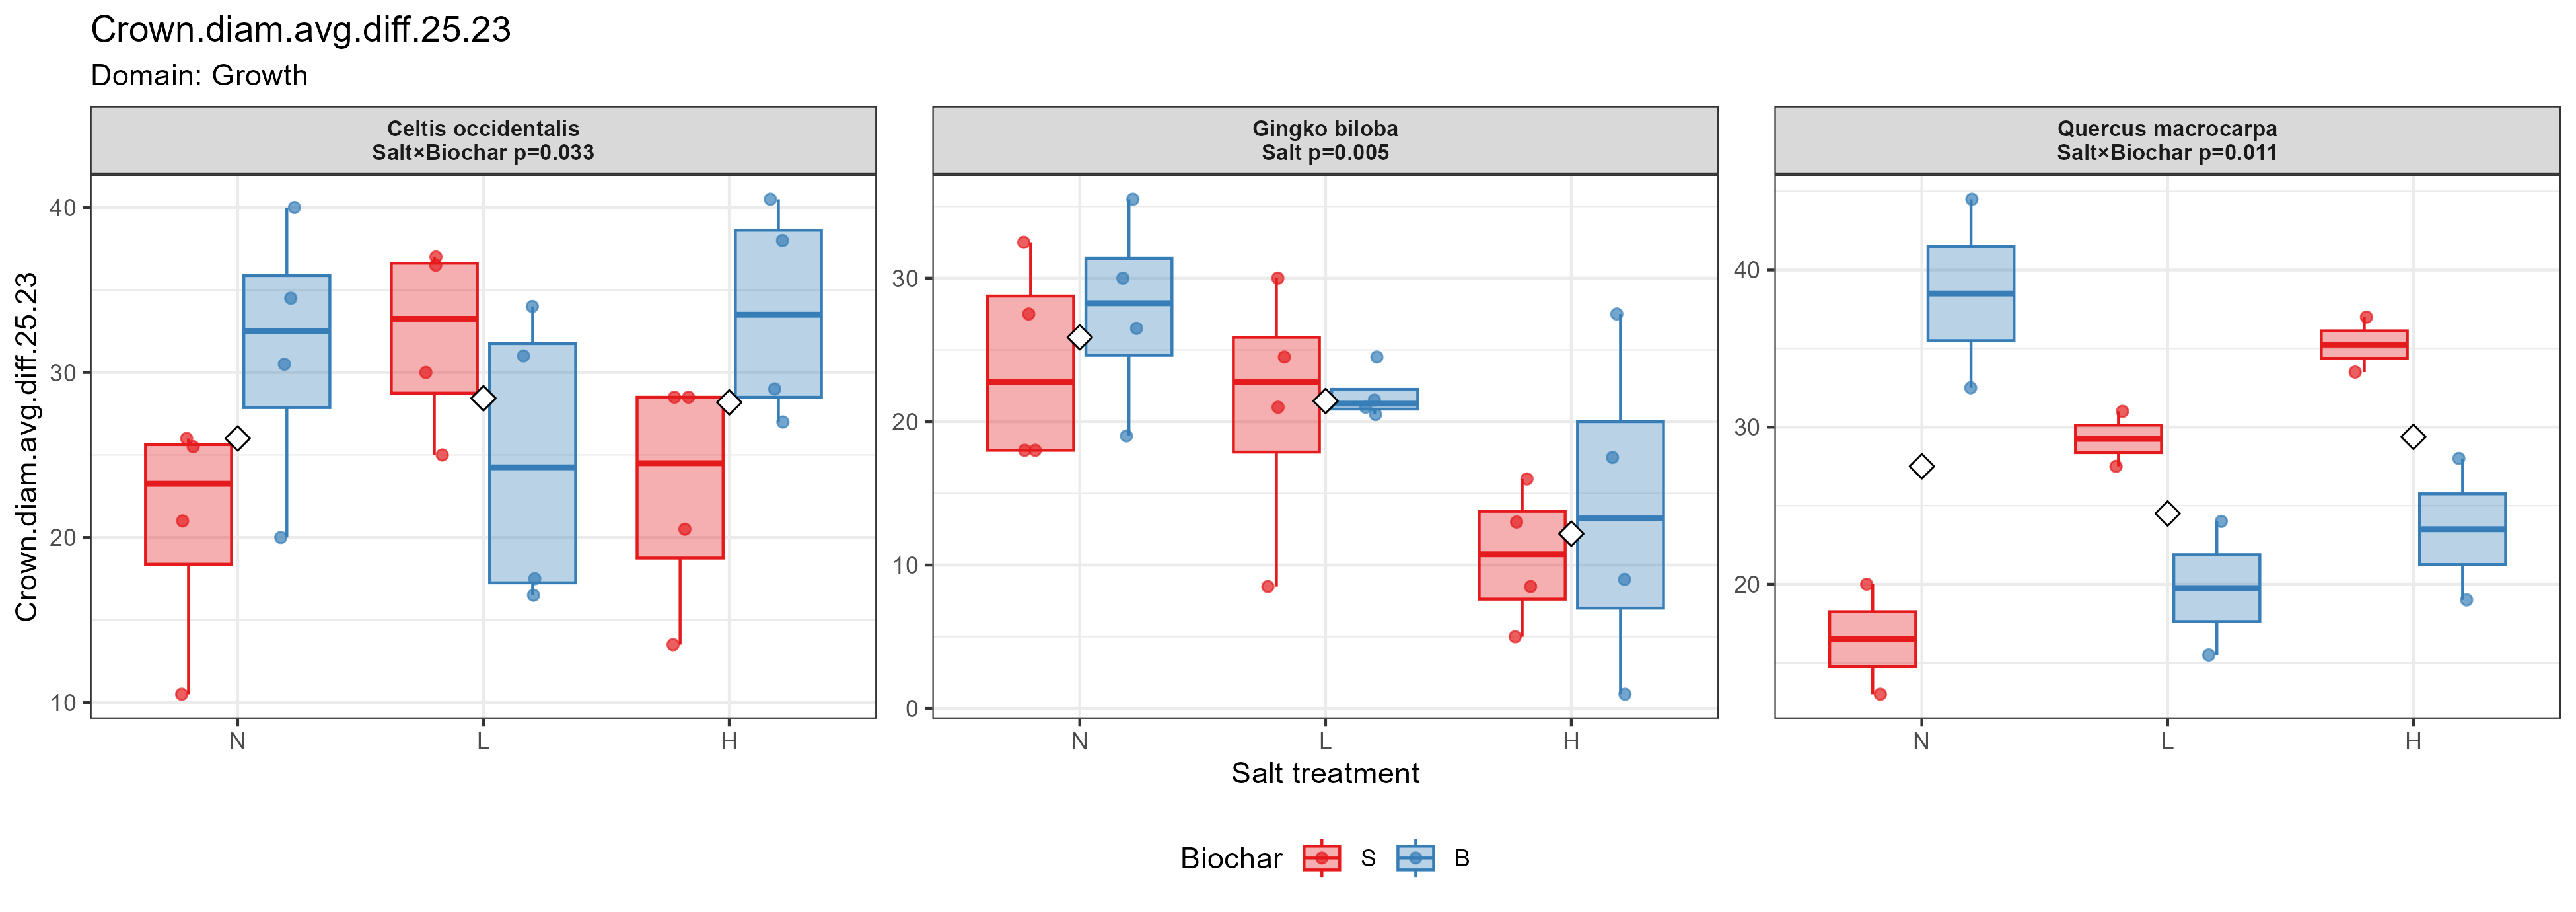 Crown.diam.avg.diff.25.23
Domain: Growth
Celtis occidentalis
Salt×Biochar p=0.033
Gingko biloba
Salt p=0.005
Quercus macrocarpa
Salt×Biochar p=0.011
Crown.diam.avg.diff.25.23
40
30
20
10
30
20
10
0
40
30
20
N L H
N L H
N L H
Salt treatment
Biochar S B